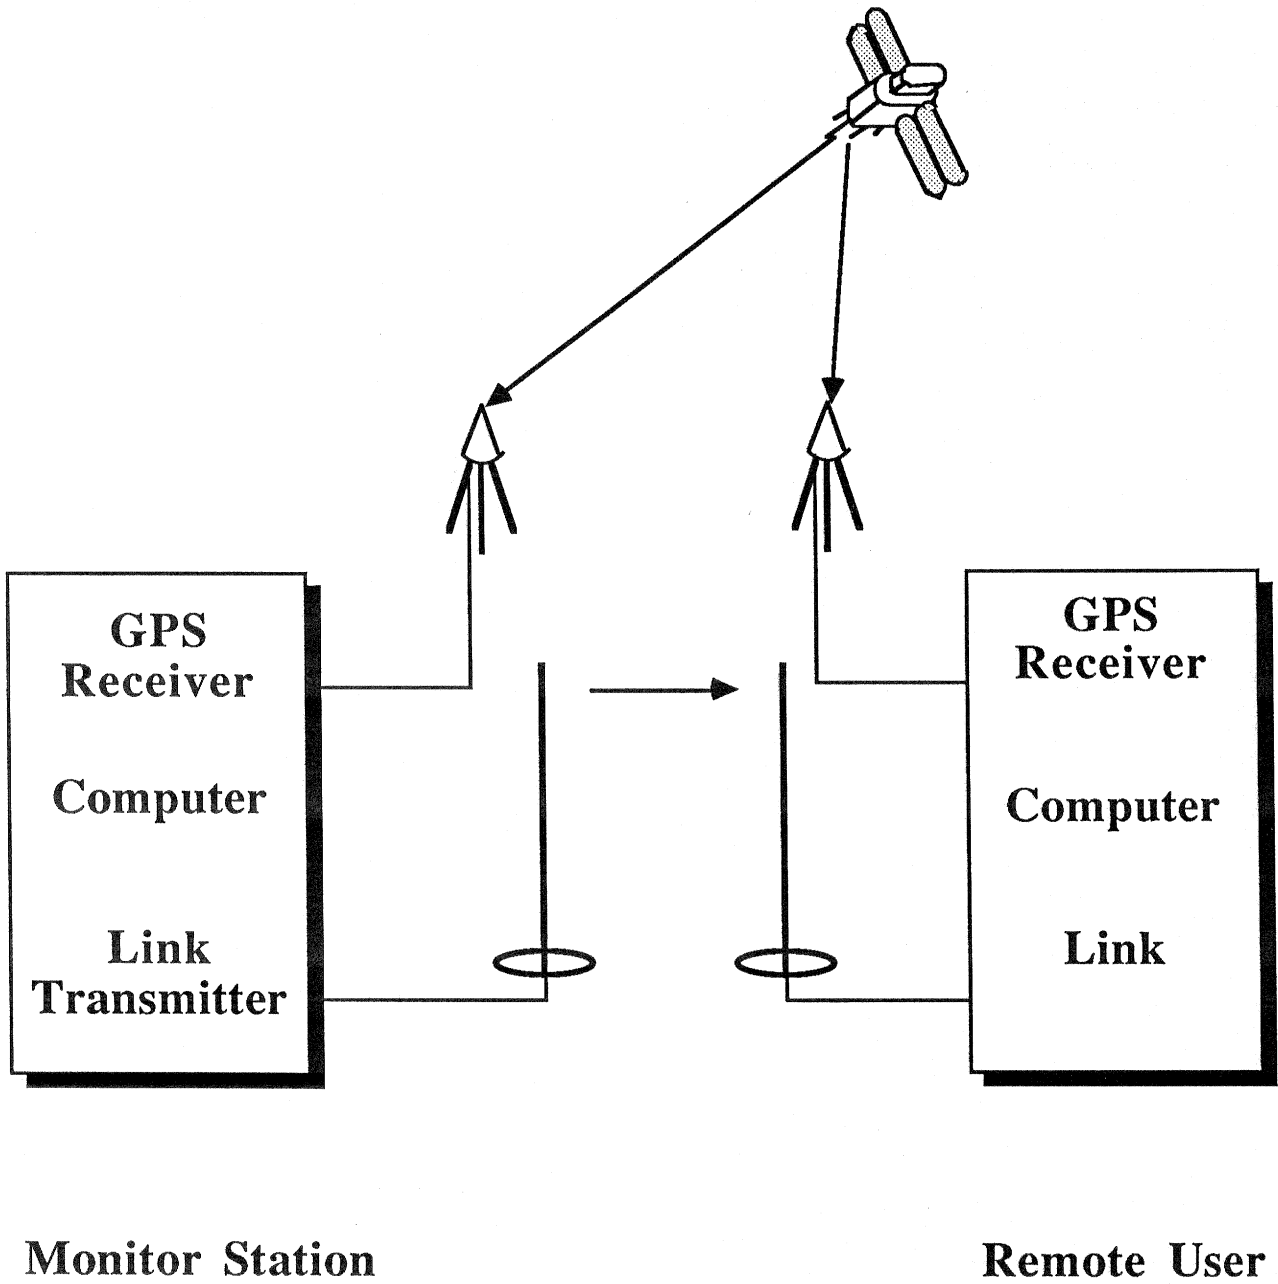 GPS
Receiver
Computer
Link
Transmitter
GPS
Receiver
Computer
Link
Monitor Station
Remote User